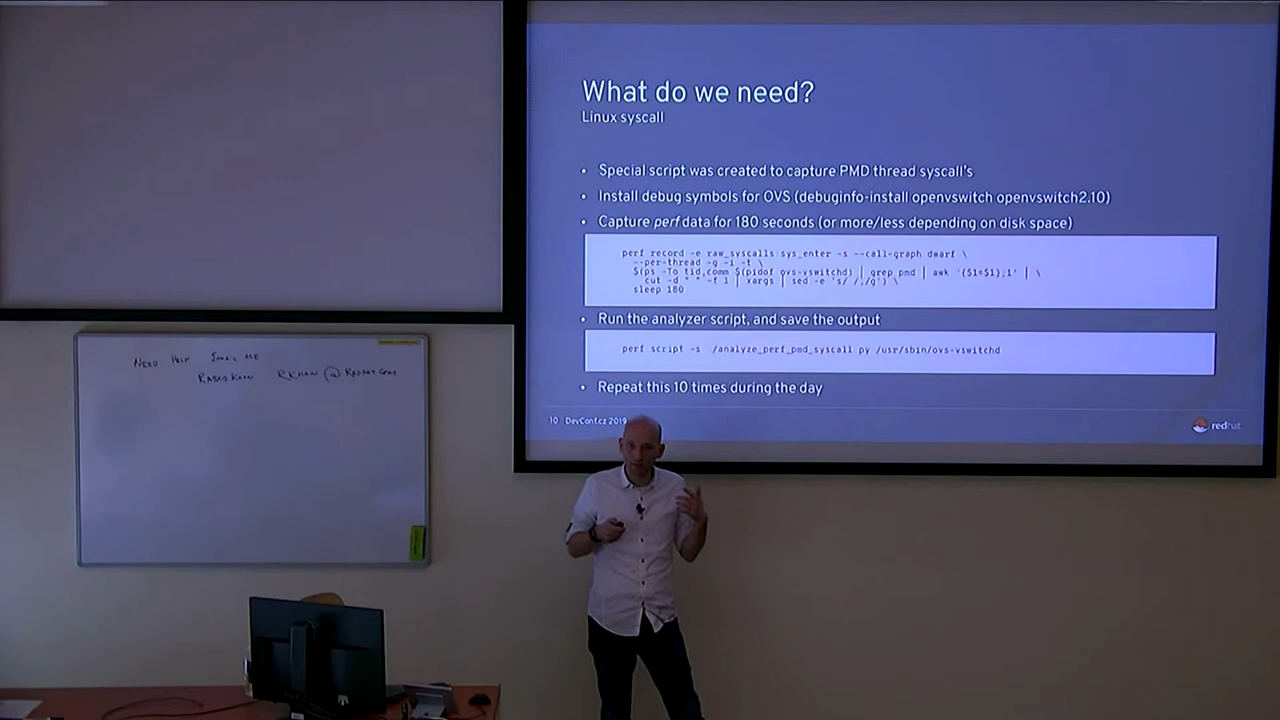 What do we need?
Linux syscall
• Special script was created to capture PMD thread syscall's
• Install debug symbols for OVS (debuginfo-install openvswitch openvswitch2.10)
• Capture perf data for 180 seconds (or more/less depending on disk space)
perf record -e raw_syscalls:sys_enter -s --call-graph dwarf \
--per-thread -g -i -t \
$(ps -To tid,comm $(pidof ovs-vswitchd) | grep pmd | awk '{$1=$1};1' | \
cut -d " " -f 1 | xargs | sed -e 's/ /,/g') \
sleep 180
• Run the analyzer script, and save the output
perf script -s ./analyze_perf_pmd_syscall.py /usr/sbin/ovs-vswitchd
• Repeat this 10 times during the day
10 DevConf.cz 2019
redhat.
Need Help Email me